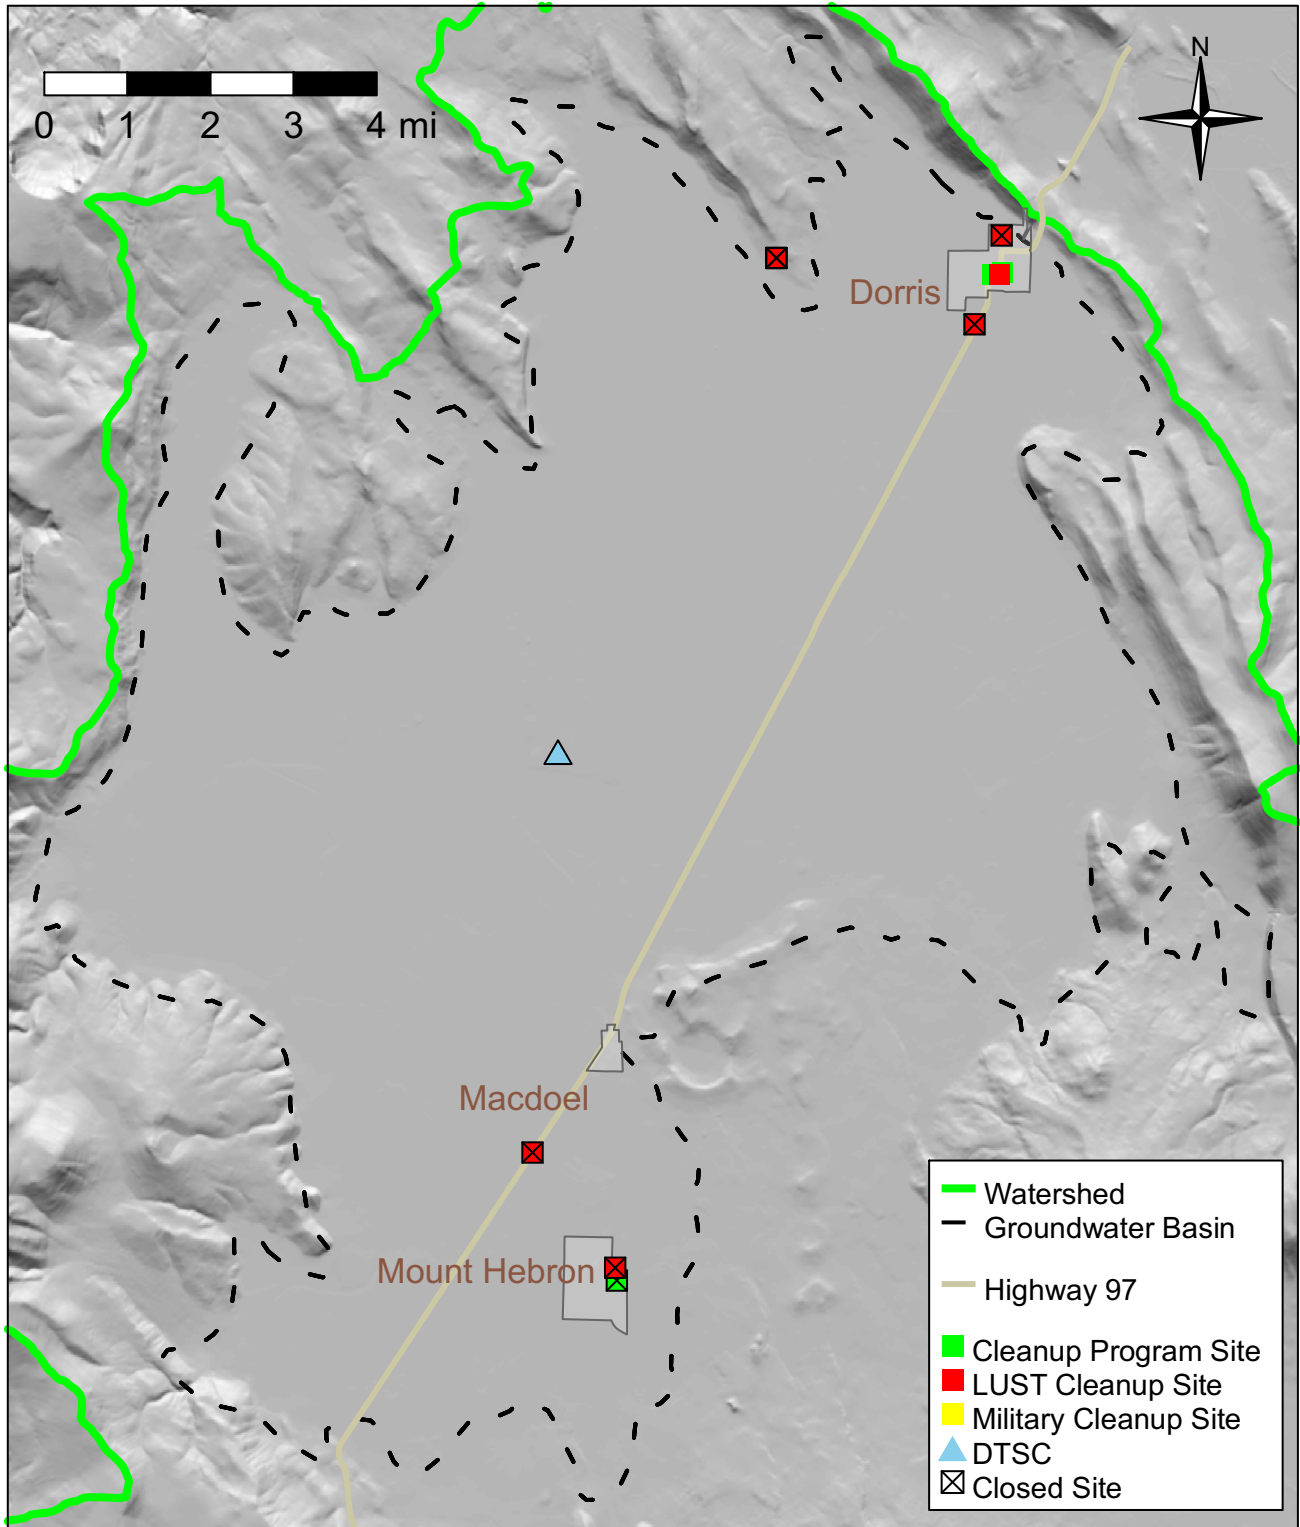 N
0 1 2 3 4 mi
Dorris
Macdoel
Mount Hebron
Watershed
Groundwater Basin
Highway 97
Cleanup Program Site
LUST Cleanup Site
Military Cleanup Site
DTSC
Closed Site